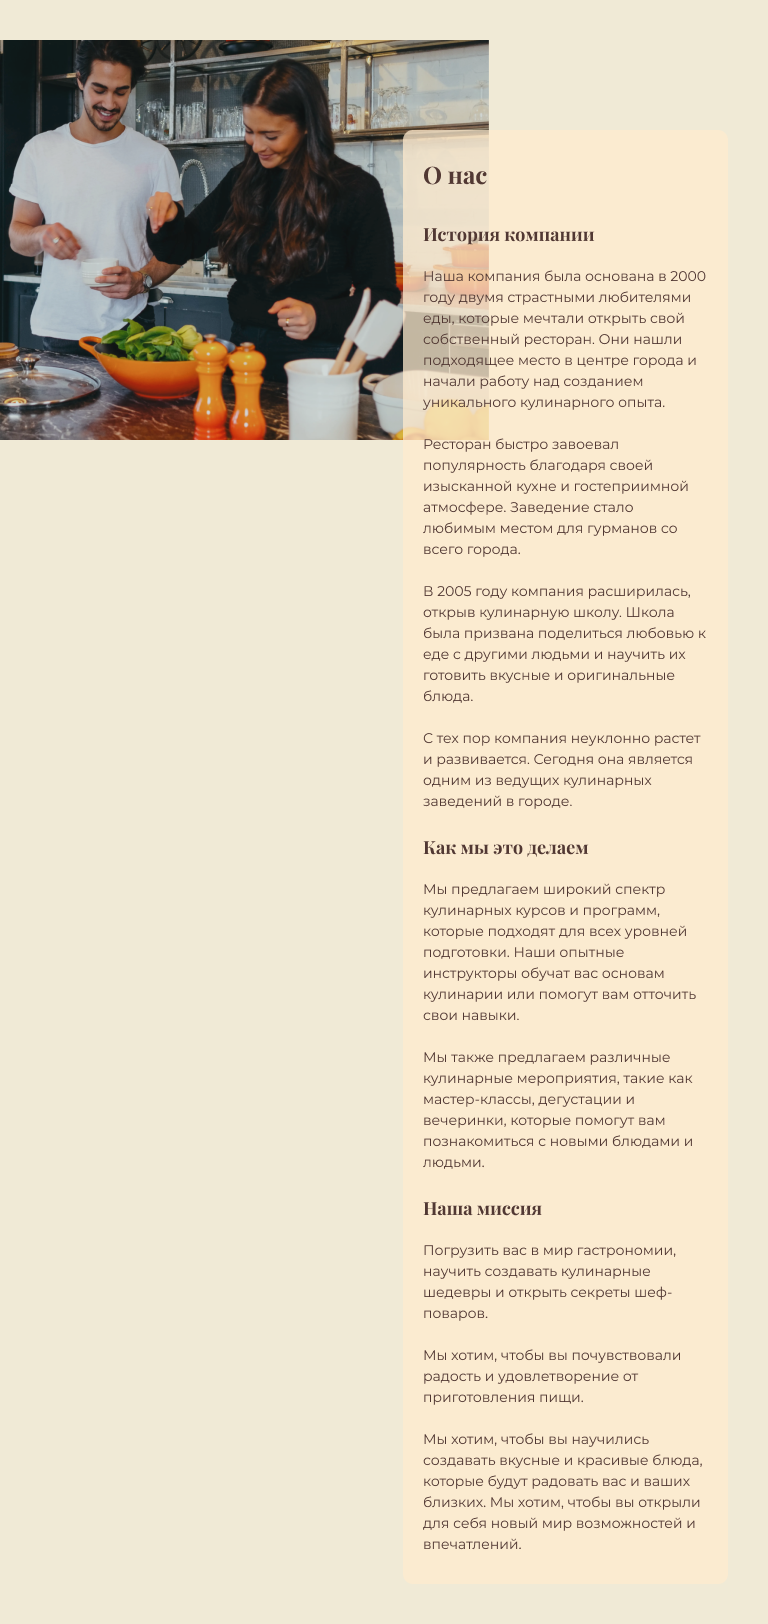 О нас
История компании
Наша компания была основана в 2000
году двумя страстными любителями
еды, которые мечтали открыть свой
собственный ресторан. Они нашли
подходящее место в центре города и
начали работу над созданием
уникального кулинарного опыта.
Ресторан быстро завоевал
популярность благодаря своей
изысканной кухне и гостеприимной
атмосфере. Заведение стало
любимым местом для гурманов со
всего города.
В 2005 году компания расширилась,
открыв кулинарную школу. Школа
была призвана поделиться любовью к
еде с другими людьми и научить их
готовить вкусные и оригинальные
блюда.
С тех пор компания неуклонно растет
и развивается. Сегодня она является
одним из ведущих кулинарных
заведений в городе.
Как мы это делаем
Мы предлагаем широкий спектр
кулинарных курсов и программ,
которые подходят для всех уровней
подготовки. Наши опытные
инструкторы обучат вас основам
кулинарии или помогут вам отточить
свои навыки.
Мы также предлагаем различные
кулинарные мероприятия, такие как
мастер-классы, дегустации и
вечеринки, которые помогут вам
познакомиться с новыми блюдами и
людьми.
Наша миссия
Погрузить вас в мир гастрономии,
научить создавать кулинарные
шедевры и открыть секреты шеф-
поваров.
Мы хотим, чтобы вы почувствовали
радость и удовлетворение от
приготовления пищи.
Мы хотим, чтобы вы научились
создавать вкусные и красивые блюда,
которые будут радовать вас и ваших
близких. Мы хотим, чтобы вы открыли
для себя новый мир возможностей и
впечатлений.